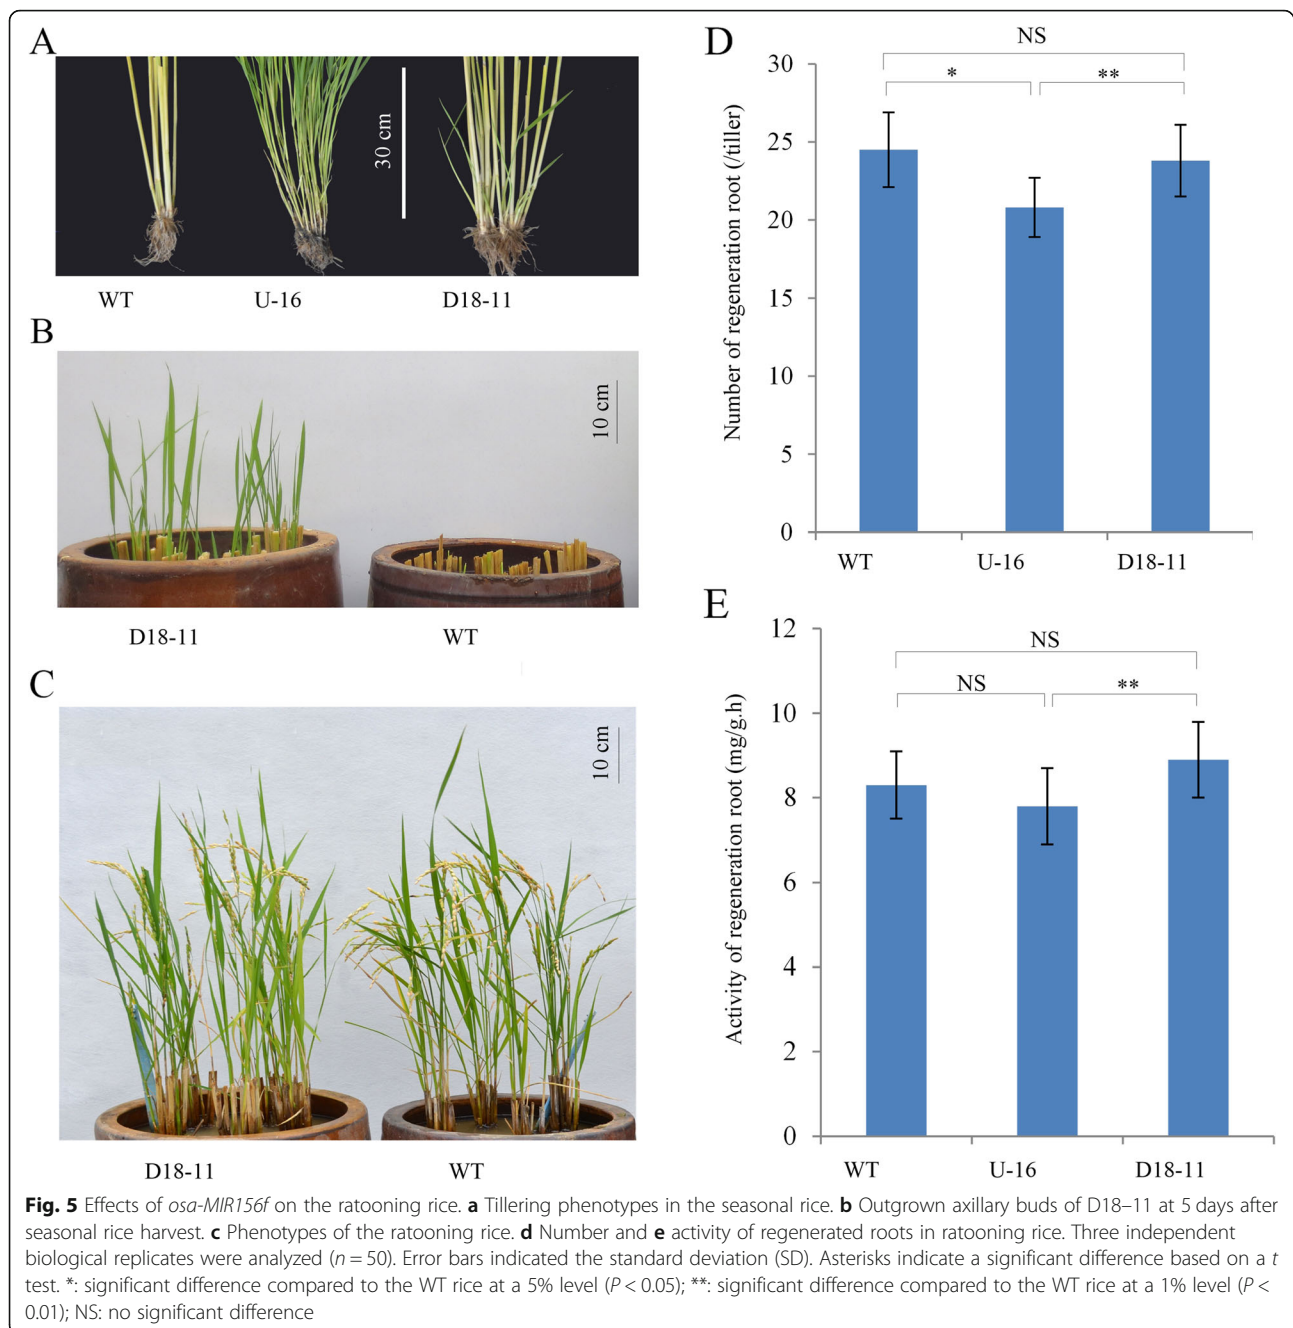 A
30 cm
WT U-16 D18-11
B
10 cm
D18-11 WT
C
10 cm
D18-11 WT
D
NS
* **
Number of regeneration root (/tiller)
30
25
20
15
10
5
0
WT U-16 D18-11
E
NS
NS **
Activity of regeneration root (mg/g.h)
12
10
8
6
4
2
0
WT U-16 D18-11
Fig. 5 Effects of osa-MIR156f on the ratooning rice. a Tillering phenotypes in the seasonal rice. b Outgrown axillary buds of D18–11 at 5 days after
seasonal rice harvest. c Phenotypes of the ratooning rice. d Number and e activity of regenerated roots in ratooning rice. Three independent
biological replicates were analyzed (n = 50). Error bars indicated the standard deviation (SD). Asterisks indicate a significant difference based on a t
test. *: significant difference compared to the WT rice at a 5% level (P < 0.05); **: significant difference compared to the WT rice at a 1% level (P <
0.01); NS: no significant difference